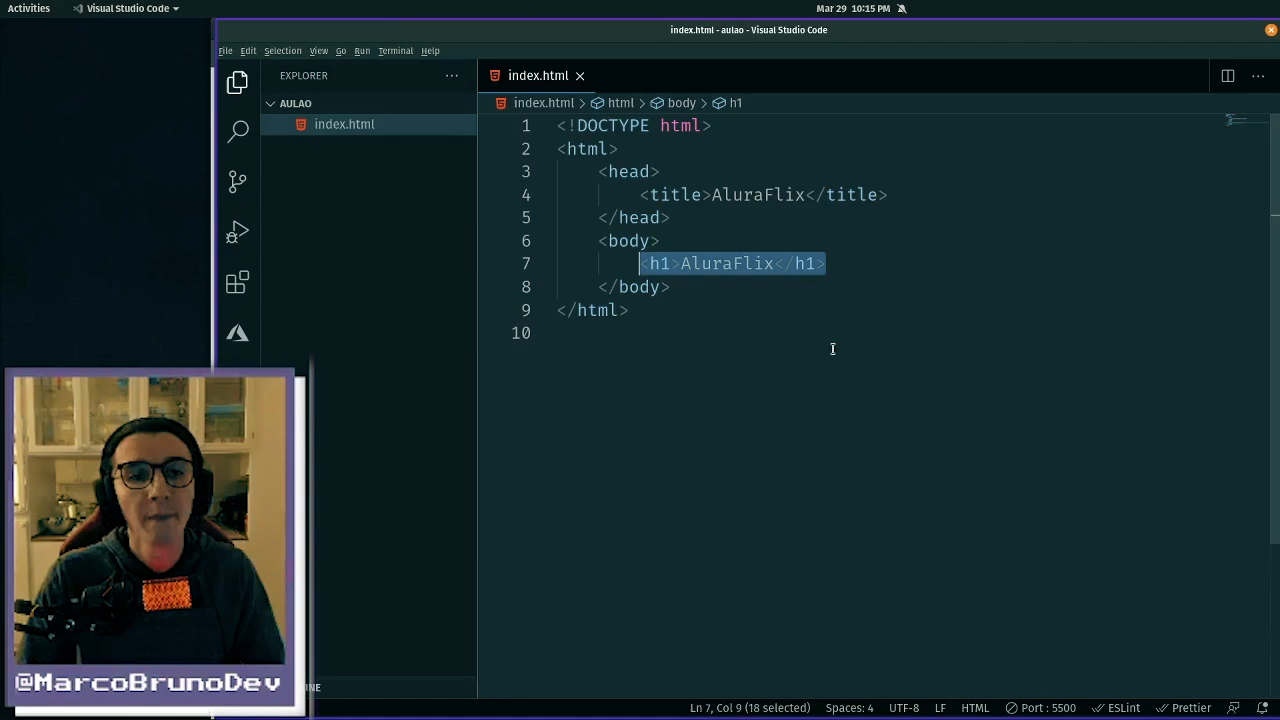 Activities
Visual Studio Code
Mar 29 10:15 PM
index.html - aulao - Visual Studio Code
File Edit Selection View Go Run Terminal Help
EXPLORER
index.html
AULAO
index.html
index.html > html > body > h1
1 <!DOCTYPE html>
2 <html>
3 <head>
4 <title>AluraFlix</title>
5 </head>
6 <body>
7 <h1>AluraFlix</h1>
8 </body>
9 </html>
10
@MarcoBrunoDev
INE
Ln 7, Col 9 (18 selected) Spaces: 4 UTF-8 LF HTML Port : 5500 ESLint Prettier